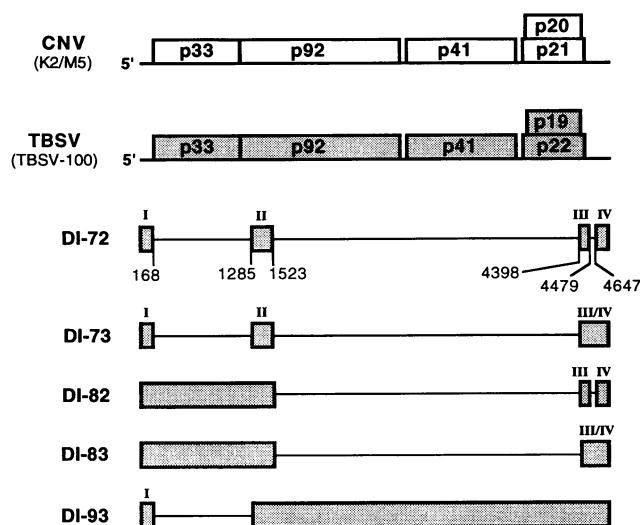 p20
CNV
p33 p92 p41 p21
(K2/M5) 5'
p19
TBSV
p33 p92 p41 p22
(TBSV-100) 5'
I II III IV
DI-72
168 1285 1523 4398
4479 4647
I II III/IV
DI-73
III IV
DI-82
III/IV
DI-83
I
DI-93